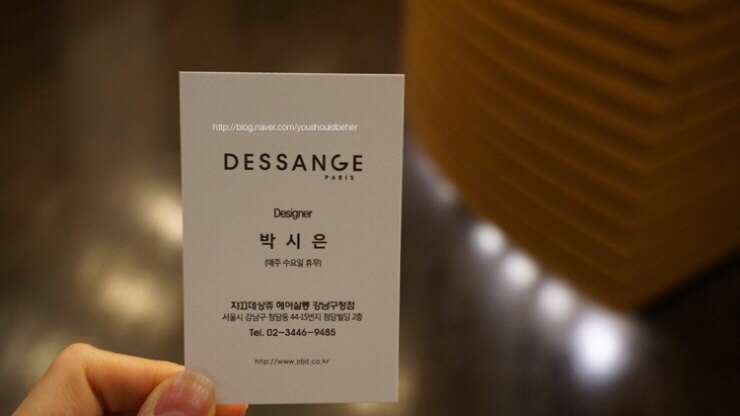 http://blog.naver.com/youshouldbeher
DESSANGE
PARIS
Designer
박 시 은
(매주 수요일 휴무)
쟈끄데상쥬 헤어살롱 강남구청점
서울시 강남구 청담동 44-15번지 청담빌딩 2층
Tel. 02-3446-9485
http://www.jdjd.co.kr